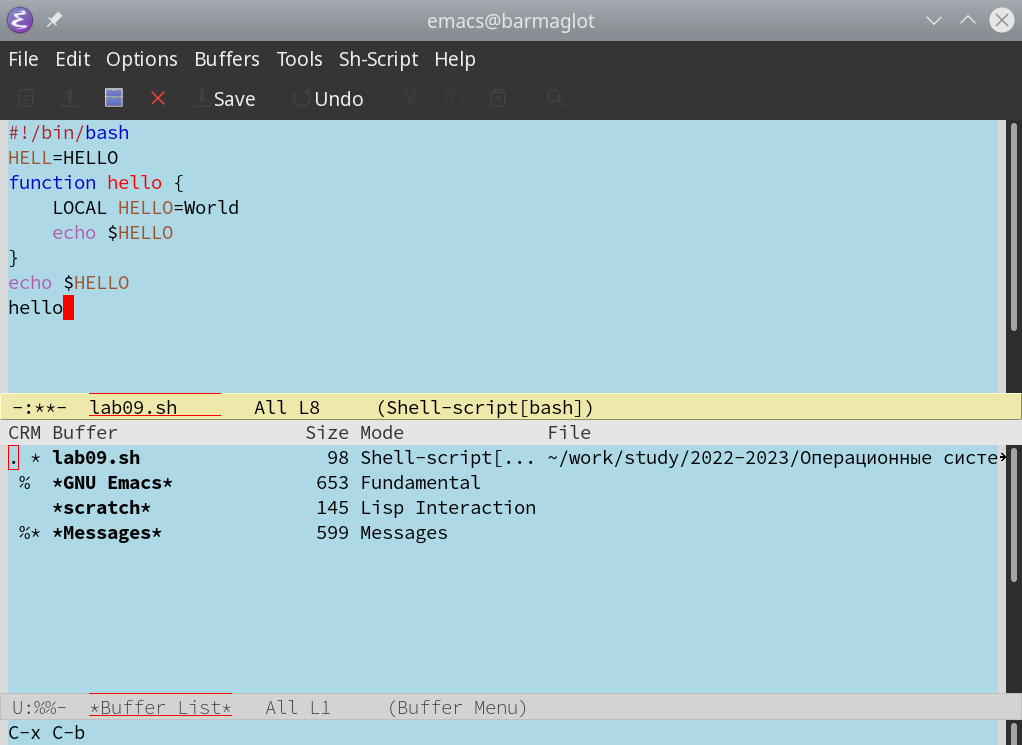 emacs@barmaglot
File Edit Options Buffers Tools Sh-Script Help
Save Undo
#!/bin/bash
HELL=HELLO
function hello {
    LOCAL HELLO=World
    echo $HELLO
}
echo $HELLO
hello
-:**-  lab09.sh       All L8     (Shell-script[bash])
CRM Buffer                 Size Mode             File
. * lab09.sh                 98 Shell-script[... ~/work/study/2022-2023/Операционные систе
 %  *GNU Emacs*             653 Fundamental
    *scratch*               145 Lisp Interaction
 %* *Messages*              599 Messages
U:%%-  *Buffer List*   All L1     (Buffer Menu)
C-x C-b